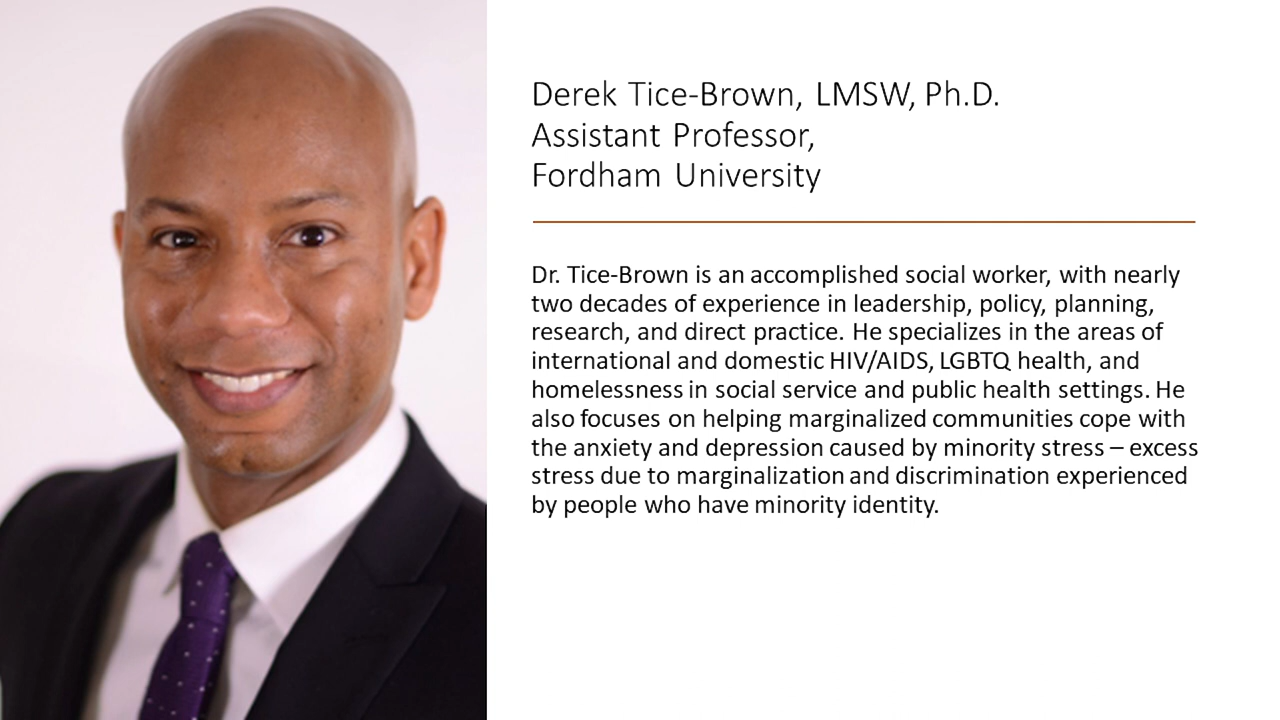 Derek Tice-Brown, LMSW, Ph.D.
Assistant Professor,
Fordham University
Dr. Tice-Brown is an accomplished social worker, with nearly
two decades of experience in leadership, policy, planning,
research, and direct practice. He specializes in the areas of
international and domestic HIV/AIDS, LGBTQ health, and
homelessness in social service and public health settings. He
also focuses on helping marginalized communities cope with
the anxiety and depression caused by minority stress – excess
stress due to marginalization and discrimination experienced
by people who have minority identity.